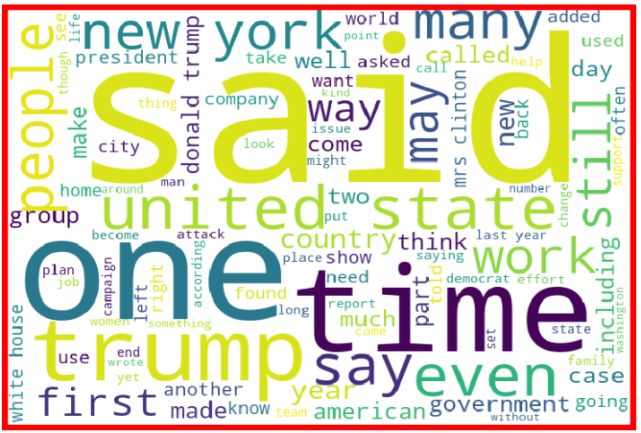 said
one
time
trump
united state
new york
people
many
still
say
even
work
first
may
way
president
donald trump
take
well
world
point
want
asked
called
call
help
added
used
day
see
life
though
thing
make
city
company
look
kind
issue
might
come
mrs clinton
new
back
often
support
home
around
man
group
two
put
number
change
become
attack
country
think
last year
place
show
saying
plan
job
campaign
left
right
according
found
long
need
report
much
came
part
told
democrat
effort
set
state
including
washington
women
something
white house
use
end
wrote
yet
another
made
know
team
year
american
government
without
family
case
going